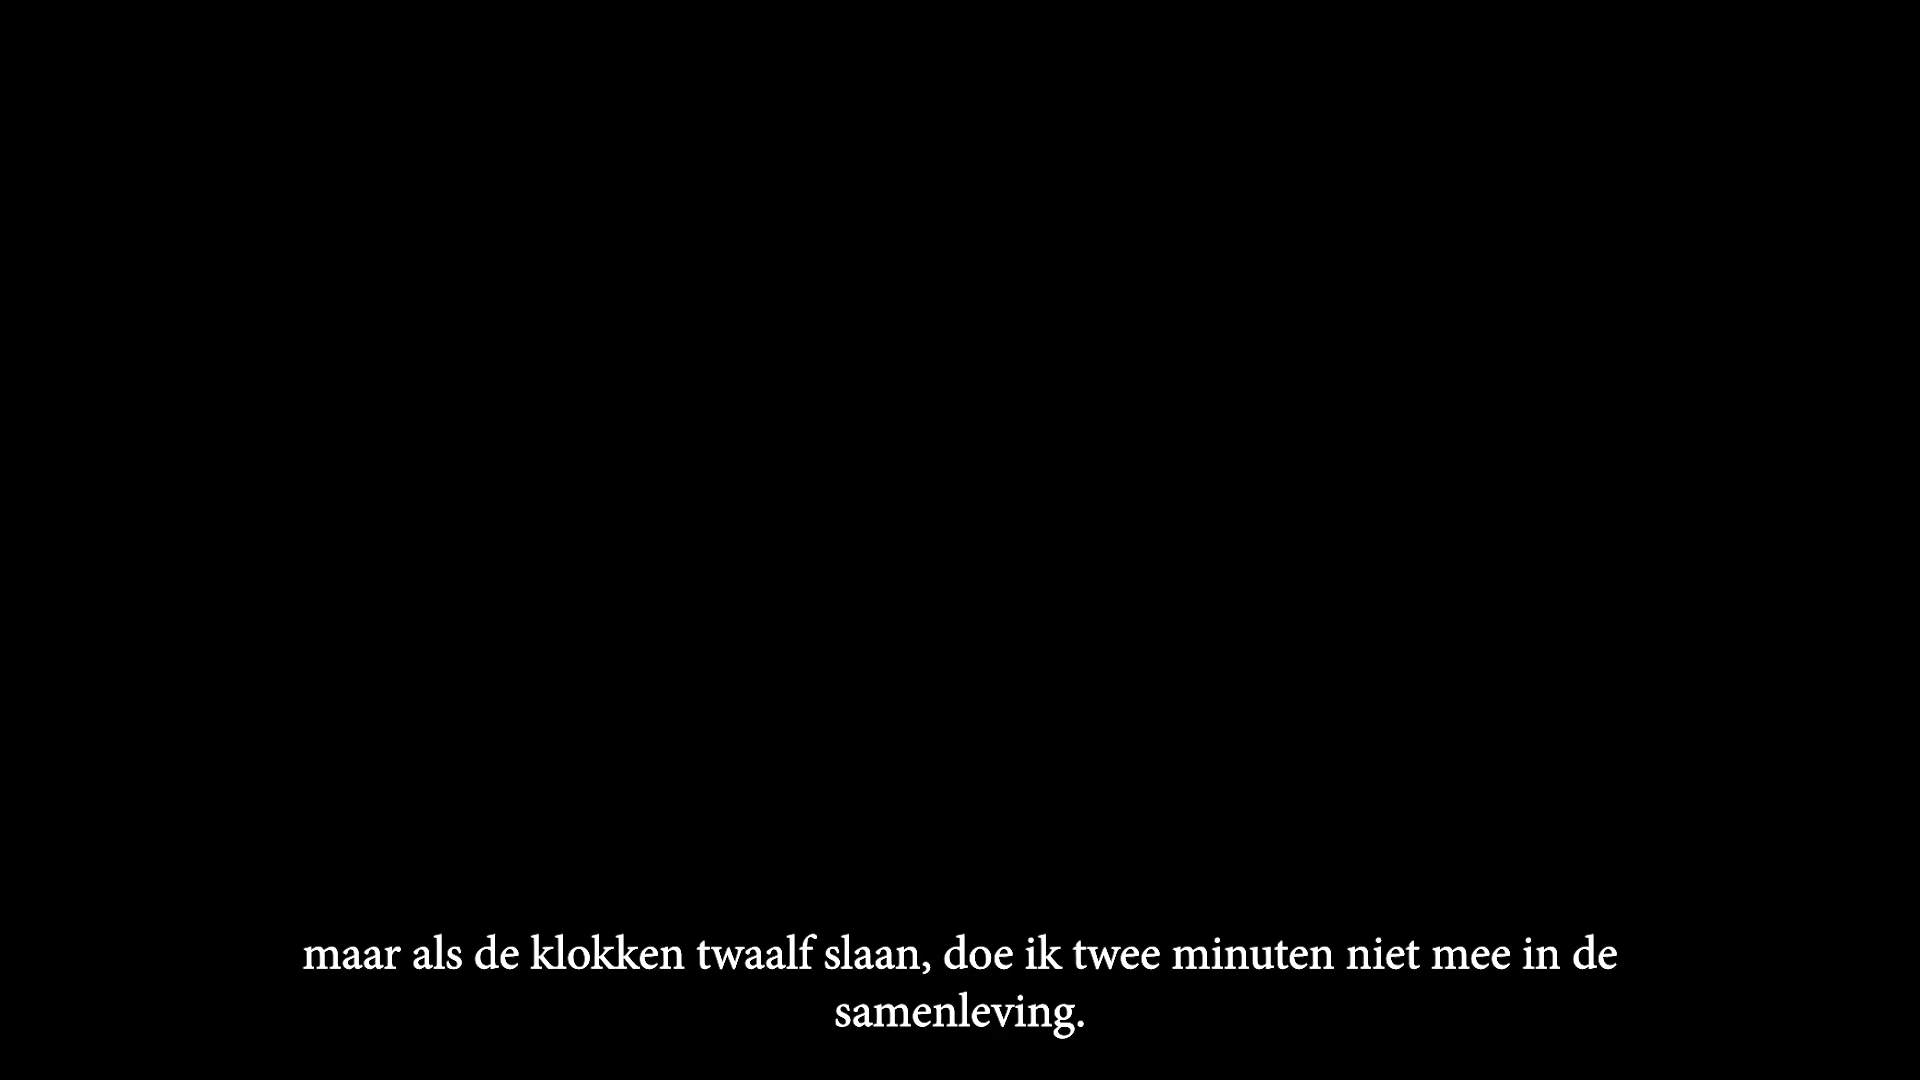 maar als de klokken twaalf slaan, doe ik twee minuten niet mee in de
samenleving.